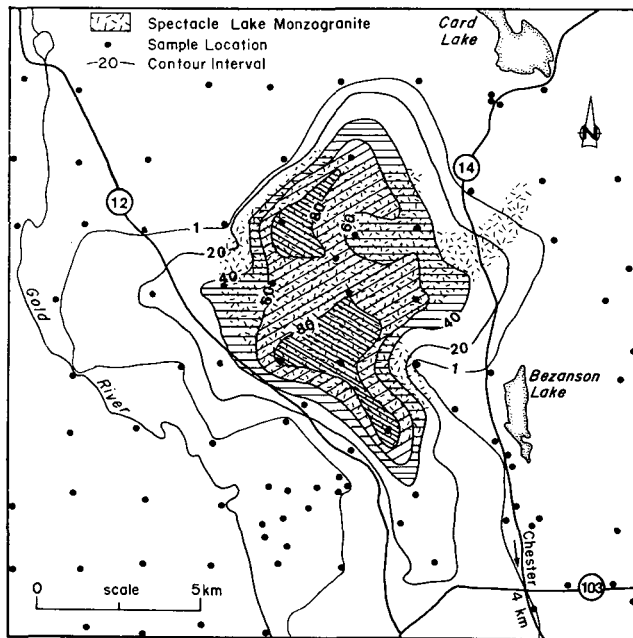 Spectacle Lake Monzogranite
Sample Location
-20- Contour Interval
Card
Lake
N
14
12
1
20
40
60
80
60
80
40
20
1
Gold
River
Bezanson
Lake
Chester
4 km
103
0 scale 5km